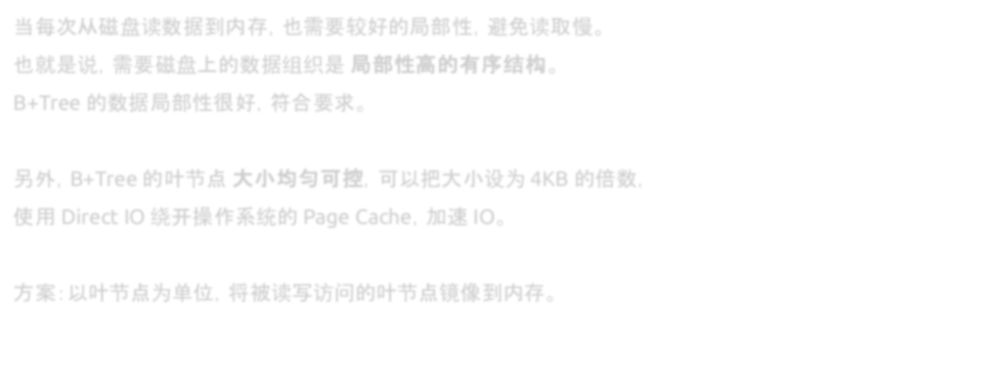 当每次从磁盘读数据到内存，也需要较好的局部性，避免读取慢。
也就是说，需要磁盘上的数据组织是 局部性高的有序结构。
B+Tree 的数据局部性很好，符合要求。
另外，B+Tree 的叶节点 大小均匀可控，可以把大小设为 4KB 的倍数，
使用 Direct IO 绕开操作系统的 Page Cache，加速 IO。
方案：以叶节点为单位，将被读写访问的叶节点镜像到内存。